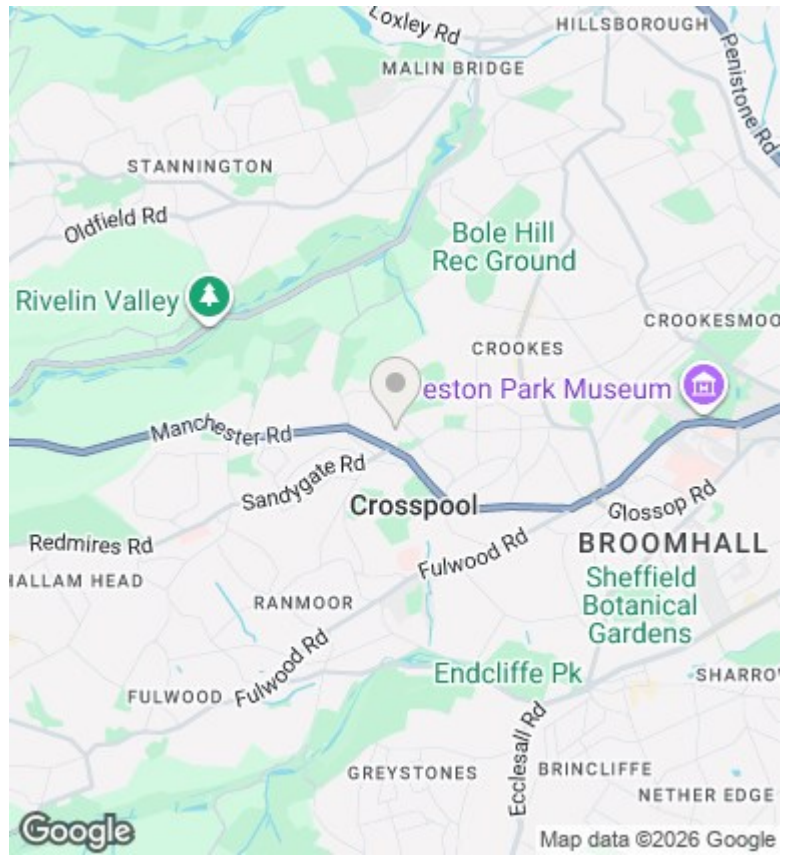 Loxley Rd
HILLSBOROUGH
Penistone Rd
MALIN BRIDGE
STANNINGTON
Oldfield Rd
Bole Hill
Rec Ground
Rivelin Valley
CROOKESMOO
CROOKES
eston Park Museum
Manchester Rd
Sandygate Rd
Crosspool
Glossop Rd
Redmires Rd
Fulwood Rd
BROOMHALL
HALLAM HEAD
Sheffield
Botanical
Gardens
RANMOOR
Fulwood Rd
Endcliffe Pk
SHARROW
FULWOOD
Ecclesall Rd
GREYSTONES
BRINCLIFFE
NETHER EDGE
Google
Map data ©2026 Google